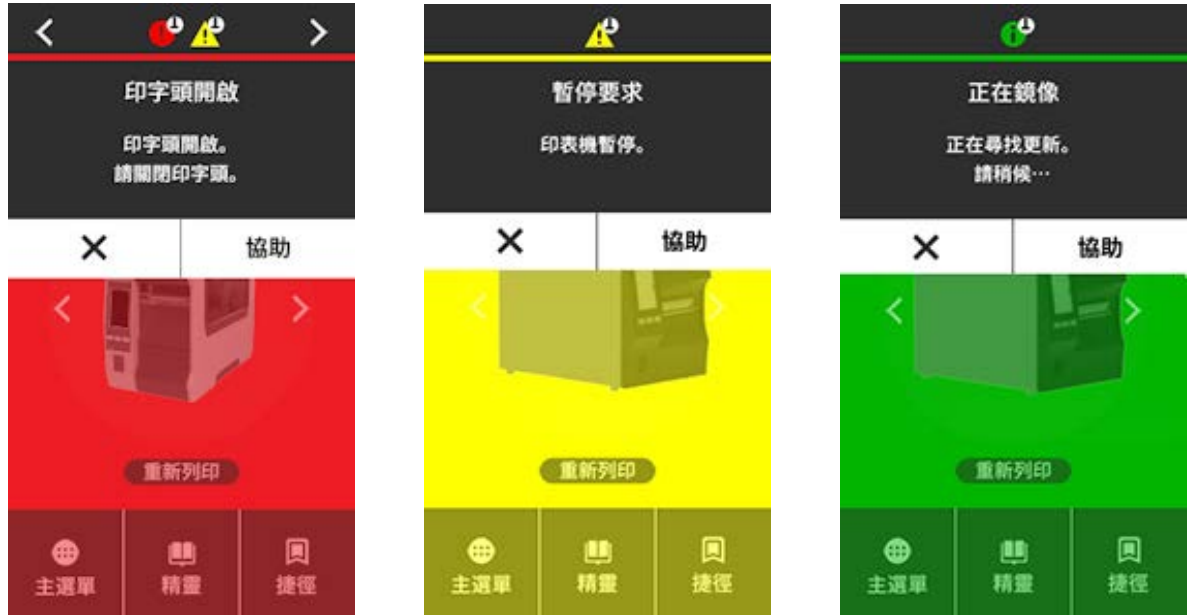 印字頭開啟
印字頭開啟。
請關閉印字頭。
協助
重新列印
主選單
精靈
捷徑
暫停要求
印表機暫停。
協助
重新列印
主選單
精靈
捷徑
正在鏡像
正在尋找更新。
請稍候…
協助
重新列印
主選單
精靈
捷徑